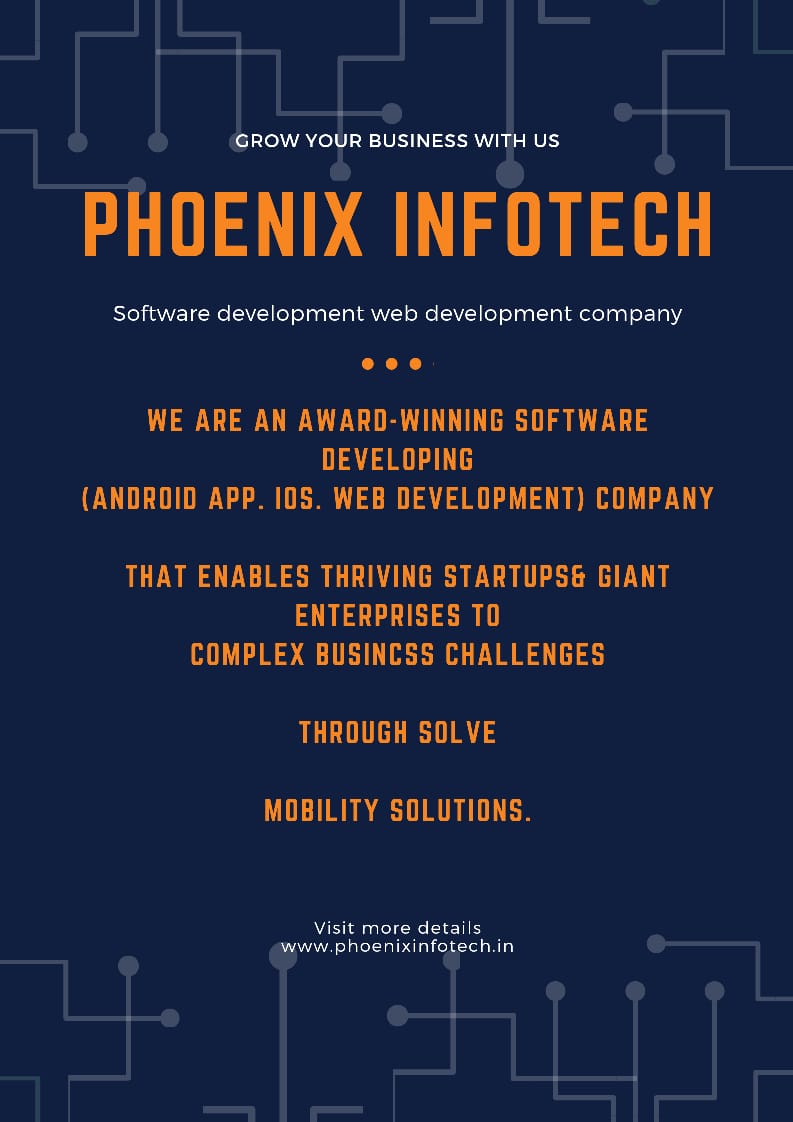 GROW YOUR BUSINESS WITH US
PHOENIX INFOTECH
Software development web development company
WE ARE AN AWARD-WINNING SOFTWARE
DEVELOPING
(ANDROID APP. IOS. WEB DEVELOPMENT) COMPANY
THAT ENABLES THRIVING STARTUPS& GIANT
ENTERPRISES TO
COMPLEX BUSINCSS CHALLENGES
THROUGH SOLVE
MOBILITY SOLUTIONS.
Visit more details
www.phoenixinfotech.in